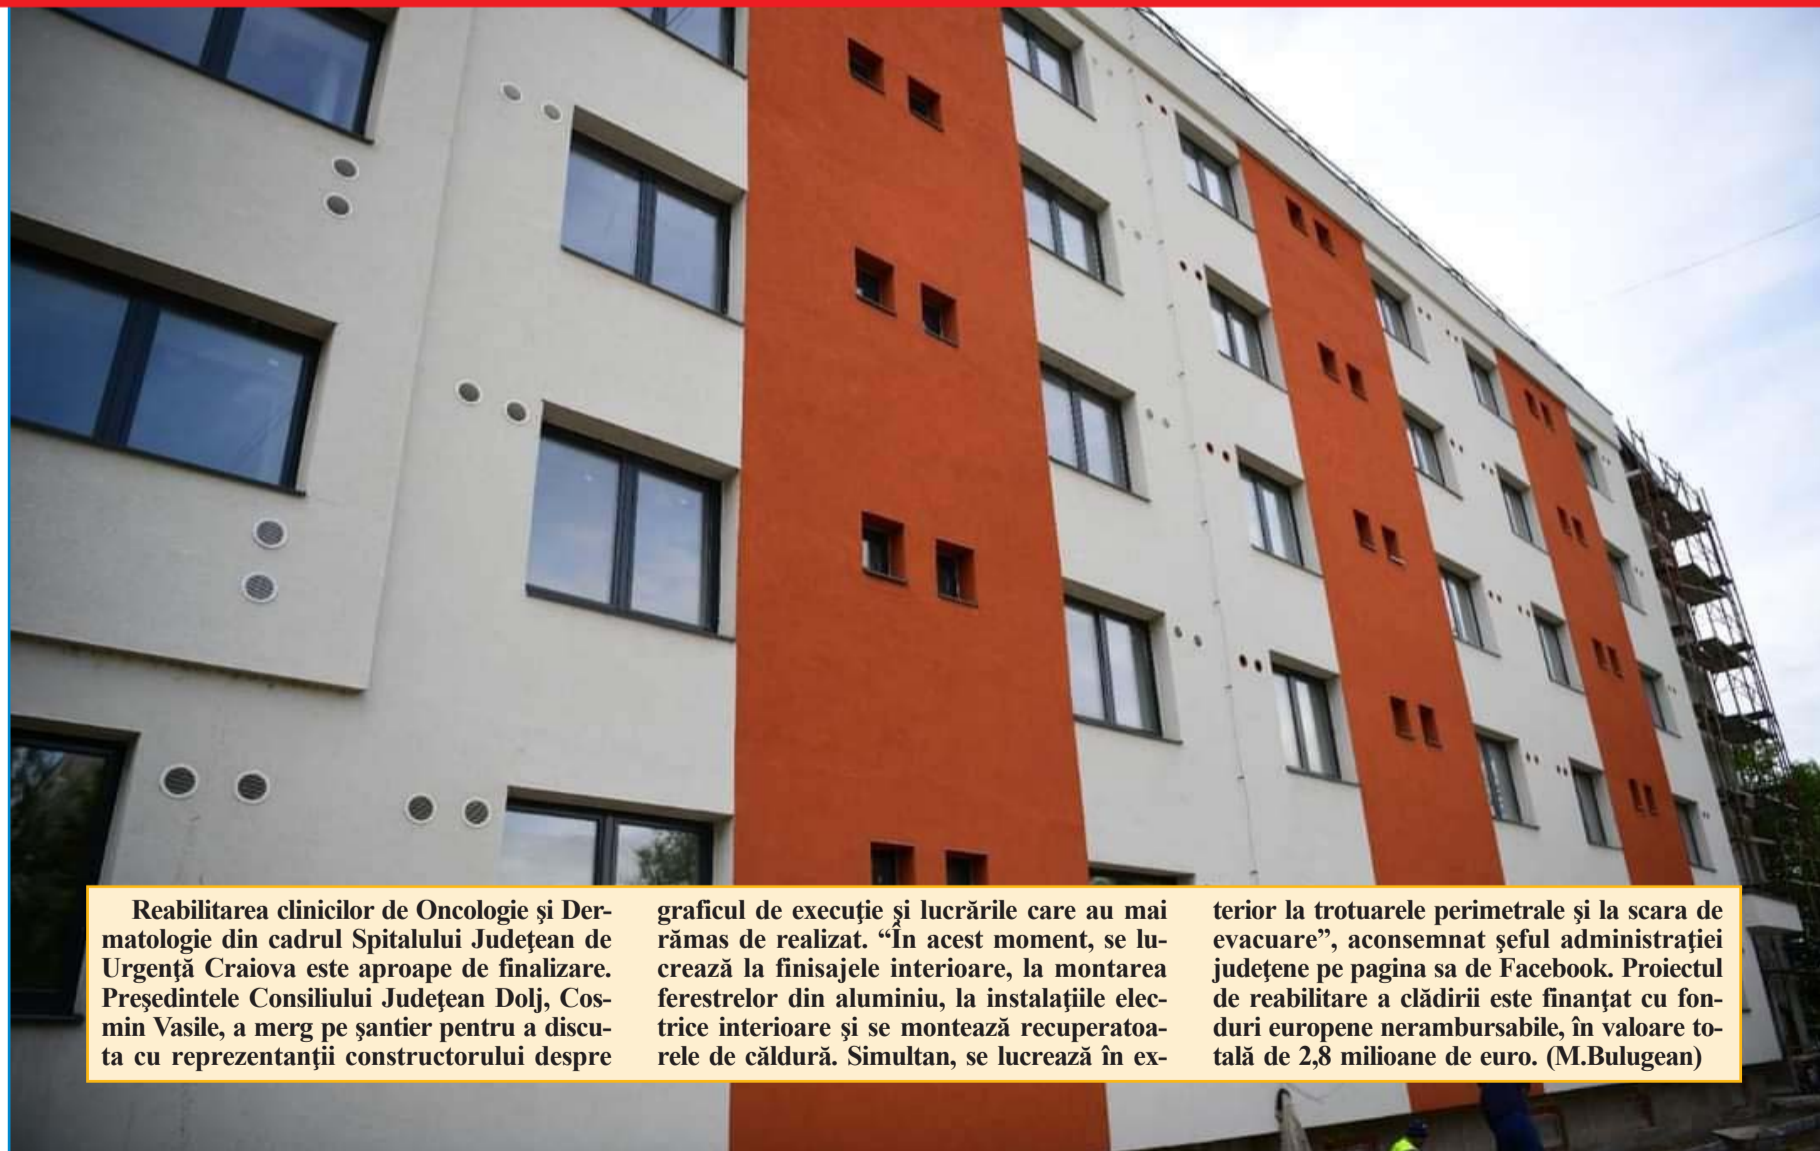 Reabilitarea clinicilor de Oncologie şi Der-
matologie din cadrul Spitalului Judeţean de
Urgenţă Craiova este aproape de finalizare.
Preşedintele Consiliului Judeţean Dolj, Cos-
min Vasile, a merg pe şantier pentru a discu-
ta cu reprezentanţii constructorului despre
graficul de execuţie şi lucrările care au mai
rămas de realizat. “În acest moment, se lu-
crează la finisajele interioare, la montarea
ferestrelor din aluminiu, la instalaţiile elec-
trice interioare şi se montează recuperatoa-
rele de căldură. Simultan, se lucrează în ex-
terior la trotuarele perimetrale şi la scara de
evacuare”, aconsemnat şeful administraţiei
judeţene pe pagina sa de Facebook. Proiectul
de reabilitare a clădirii este finanţat cu fon-
duri europene nerambursabile, în valoare to-
tală de 2,8 milioane de euro. (M.Bulugean)